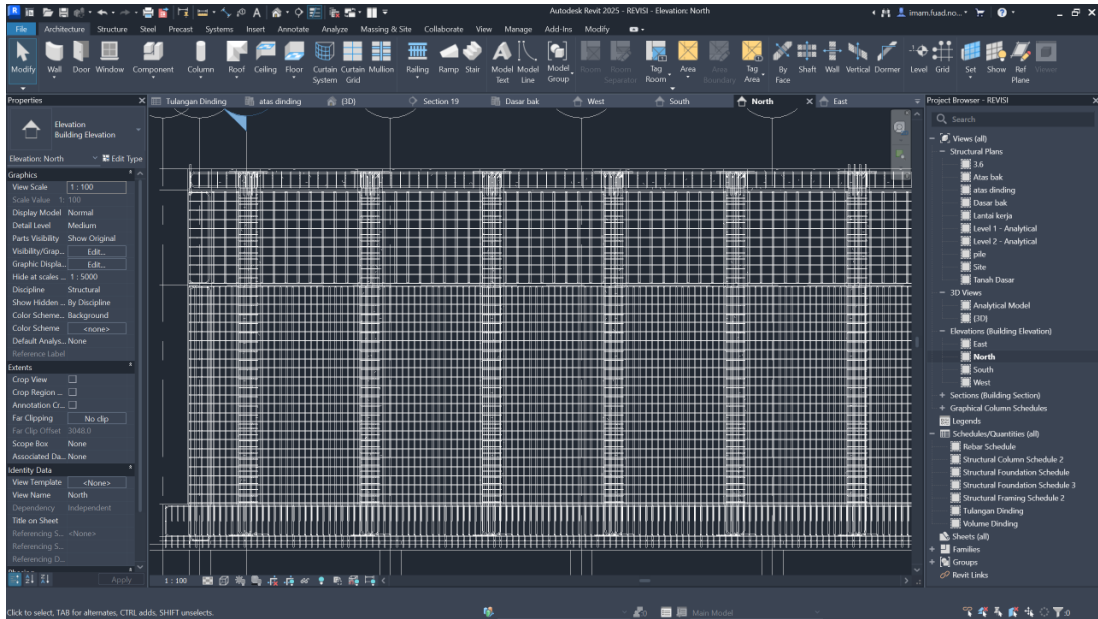 Autodesk Revit 2025 - REVISI - Elevation: North
imam.fuad.no...
File Architecture Structure Steel Precast Systems Insert Annotate Analyze Massing & Site Collaborate View Manage Add-Ins Modify
Modify Wall Door Window Component Column Roof Ceiling Floor Curtain System Curtain Grid Mullion Railing Ramp Stair Model Text Model Line Model Group Room Room Separator Tag Room Area Area Boundary Tag Area By Face Shaft Wall Vertical Dormer Level Grid Set Show Ref Plane Viewer
Properties
Tulangan Dinding atas dinding {3D} Section 19 Dasar bak West South North East
Elevation
Building Elevation
Elevation: North Edit Type
Graphics
View Scale 1 : 100
Scale Value 1: 100
Display Model Normal
Detail Level Medium
Parts Visibility Show Original
Visibility/Grap... Edit...
Graphic Displa... Edit...
Hide at scales ... 1 : 5000
Discipline Structural
Show Hidden ... By Discipline
Color Scheme... Background
Color Scheme <none>
Default Analys... None
Reference Label
Extents
Crop View
Crop Region ...
Annotation Cr...
Far Clipping No clip
Far Clip Offset 3048.0
Scope Box None
Associated Da... None
Identity Data
View Template <None>
View Name North
Dependency Independent
Title on Sheet
Referencing S... <None>
Referencing S...
Referencing D...
Apply
1 : 100
Project Browser - REVISI
Search
Views (all)
Structural Plans
3.6
Atas bak
atas dinding
Dasar bak
Lantai kerja
Level 1 - Analytical
Level 2 - Analytical
pile
Site
Tanah Dasar
3D Views
Analytical Model
{3D}
Elevations (Building Elevation)
East
North
South
West
Sections (Building Section)
Graphical Column Schedules
Legends
Schedules/Quantities (all)
Rebar Schedule
Structural Column Schedule 2
Structural Foundation Schedule
Structural Foundation Schedule 3
Structural Framing Schedule 2
Tulangan Dinding
Volume Dinding
Sheets (all)
Families
Groups
Revit Links
Click to select, TAB for alternates, CTRL adds, SHIFT unselects.
:0
Main Model
:0